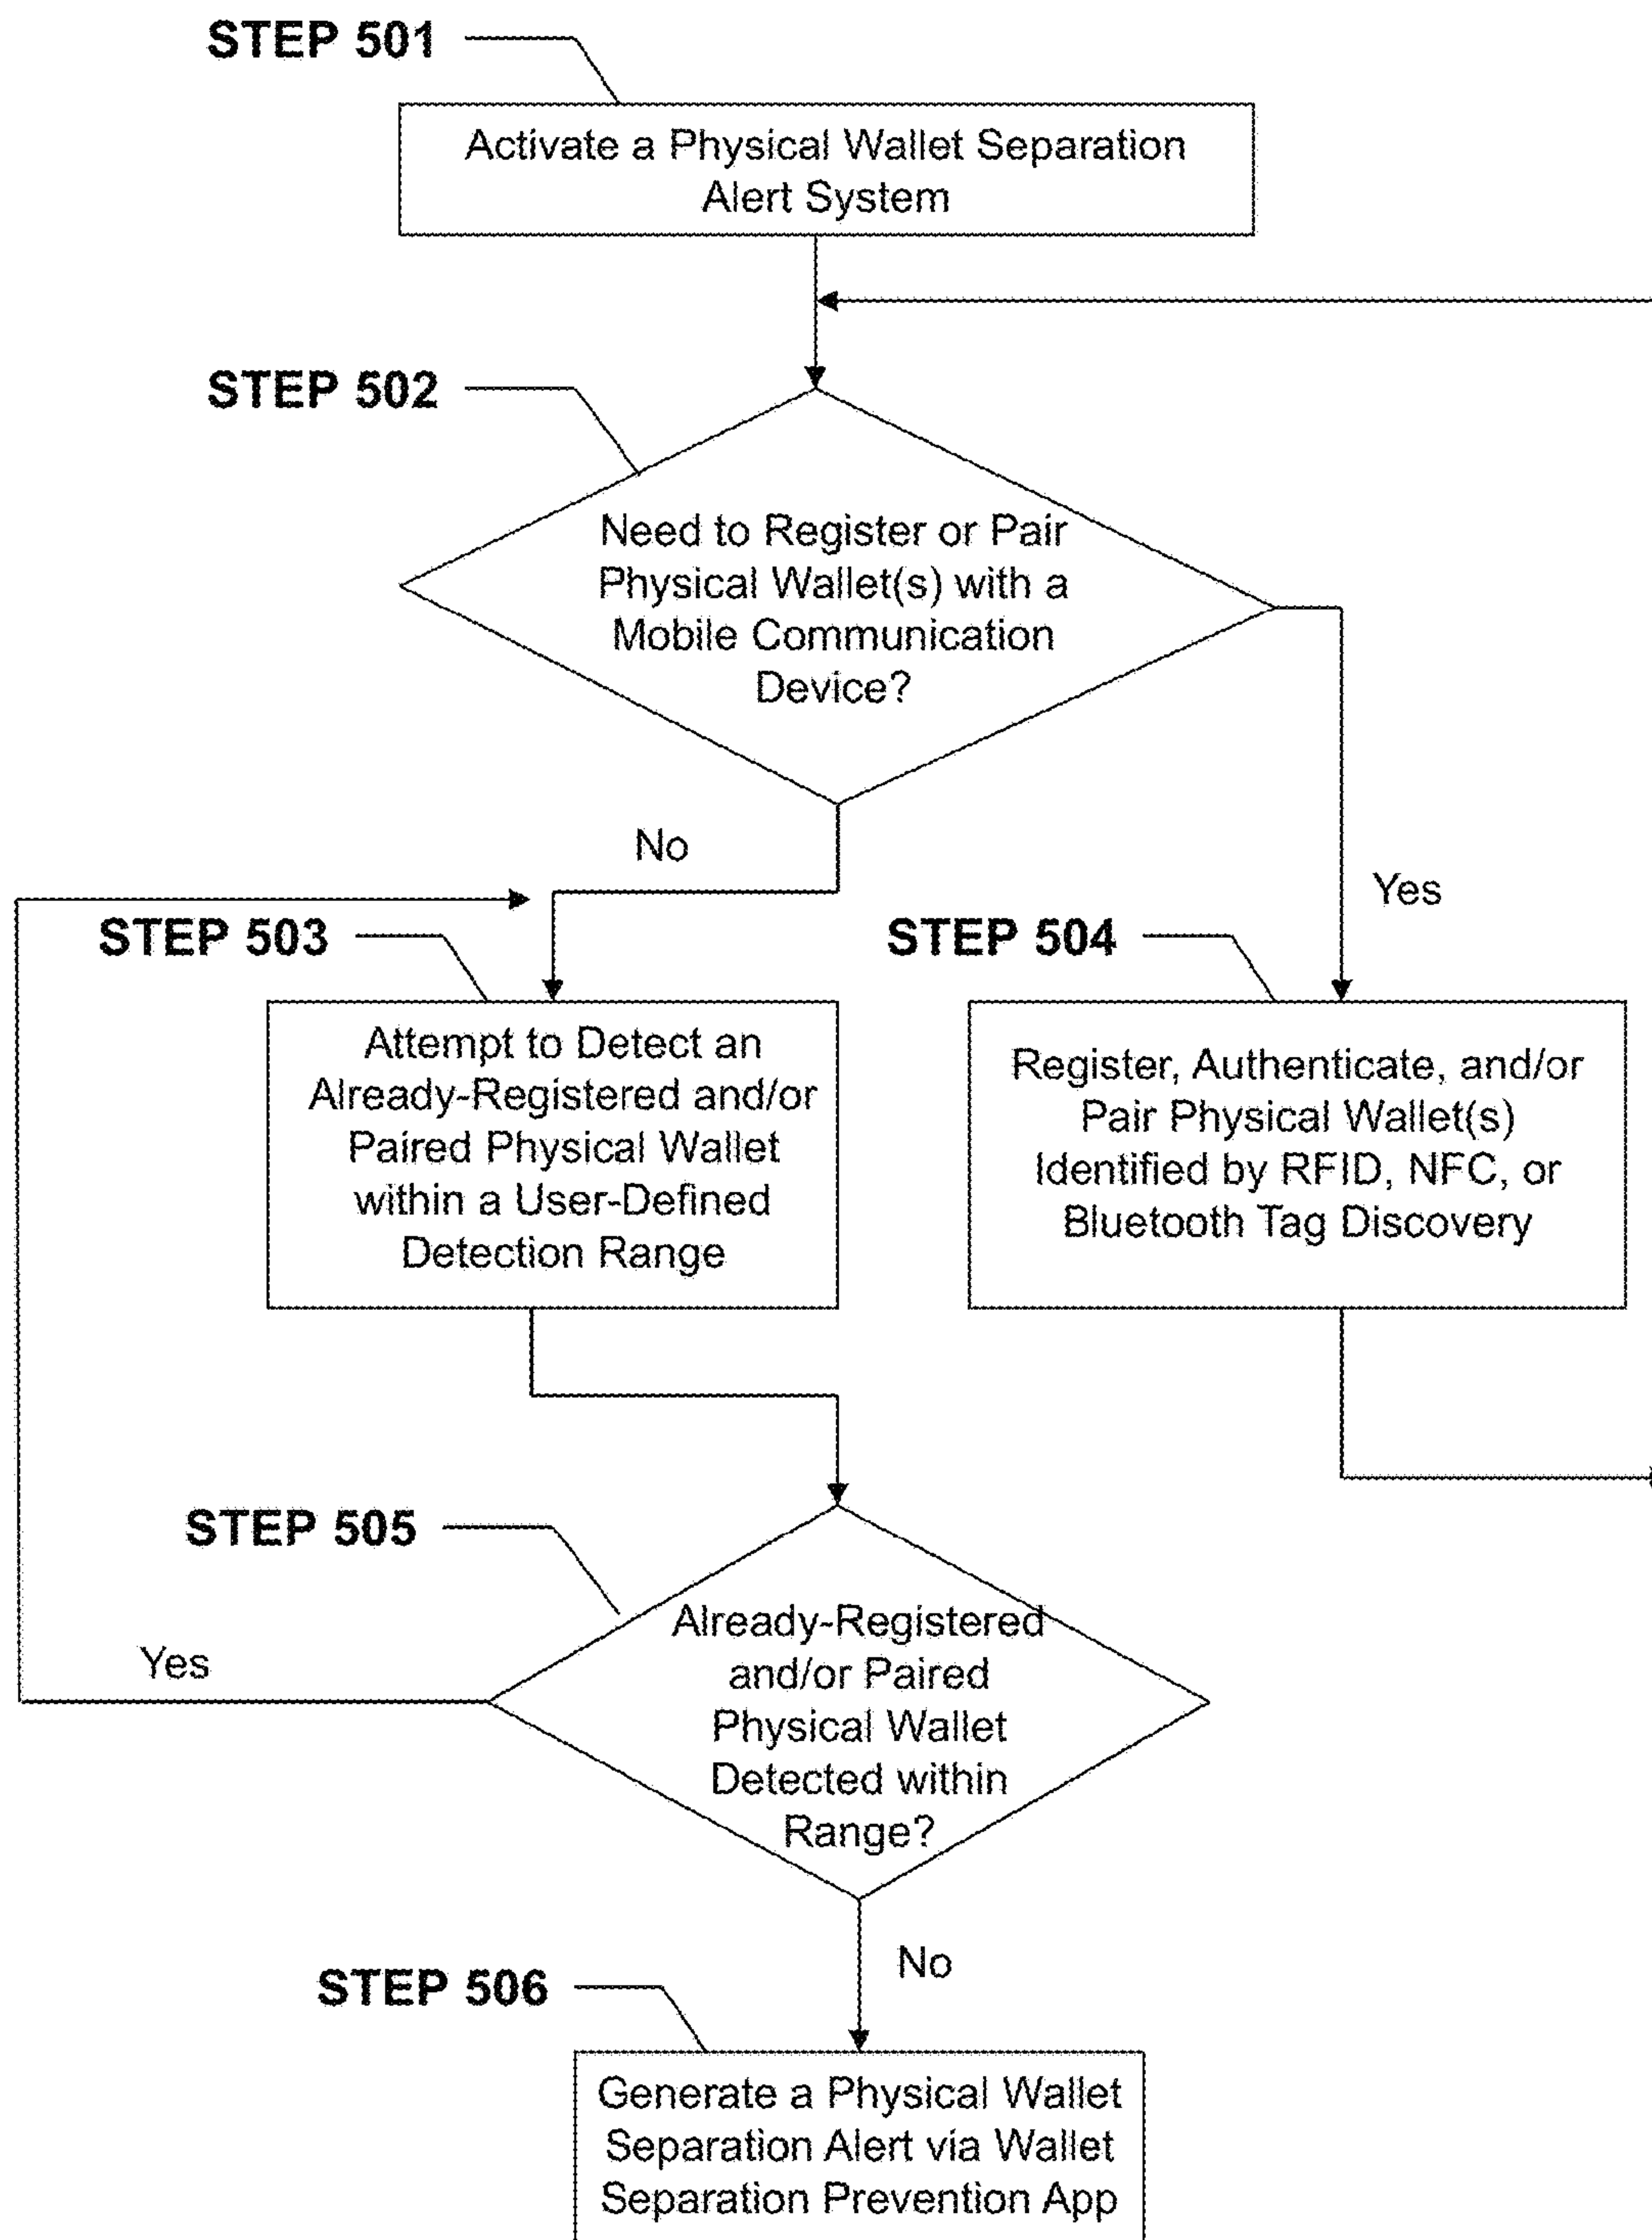 STEP 501
Activate a Physical Wallet Separation
Alert System
STEP 502
Need to Register or Pair
Physical Wallet(s) with a
Mobile Communication
Device?
No
Yes
STEP 503
Attempt to Detect an
Already-Registered and/or
Paired Physical Wallet
within a User-Defined
Detection Range
STEP 504
Register, Authenticate, and/or
Pair Physical Wallet(s)
Identified by RFID, NFC, or
Bluetooth Tag Discovery
STEP 505
Already-Registered
and/or Paired
Physical Wallet
Detected within
Range?
Yes
No
STEP 506
Generate a Physical Wallet
Separation Alert via Wallet
Separation Prevention App